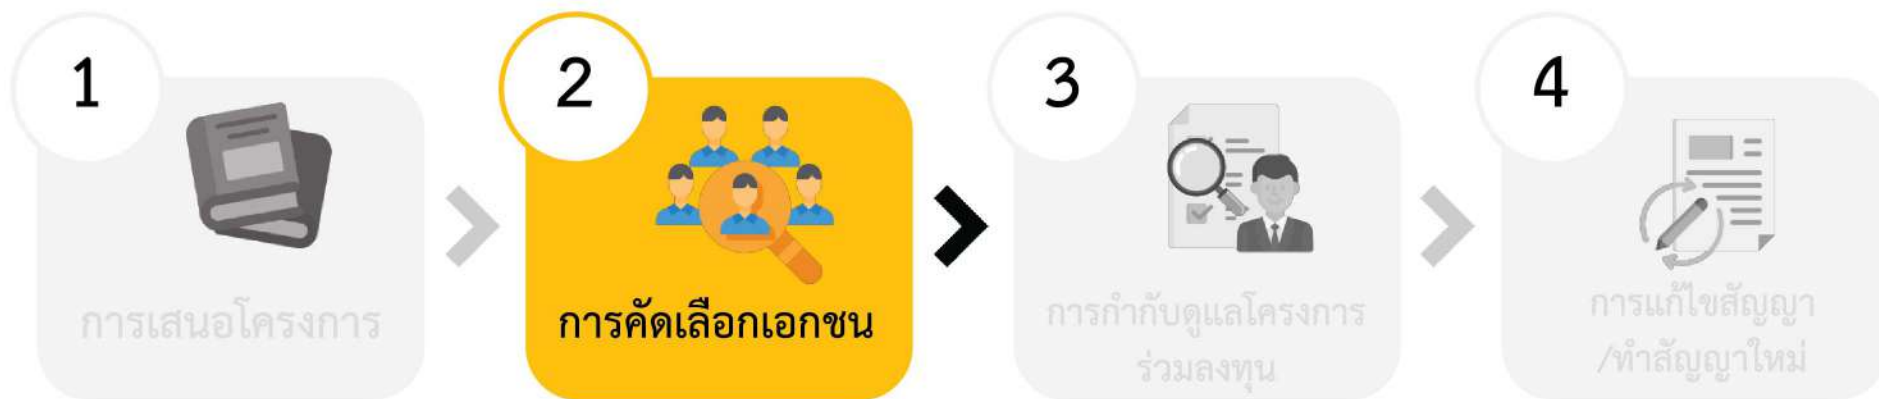 1
การเสนอโครงการ
2
การคัดเลือกเอกชน
3
การกำกับดูแลโครงการ
ร่วมลงทุน
4
การแก้ไขสัญญา
/ทำสัญญาใหม่